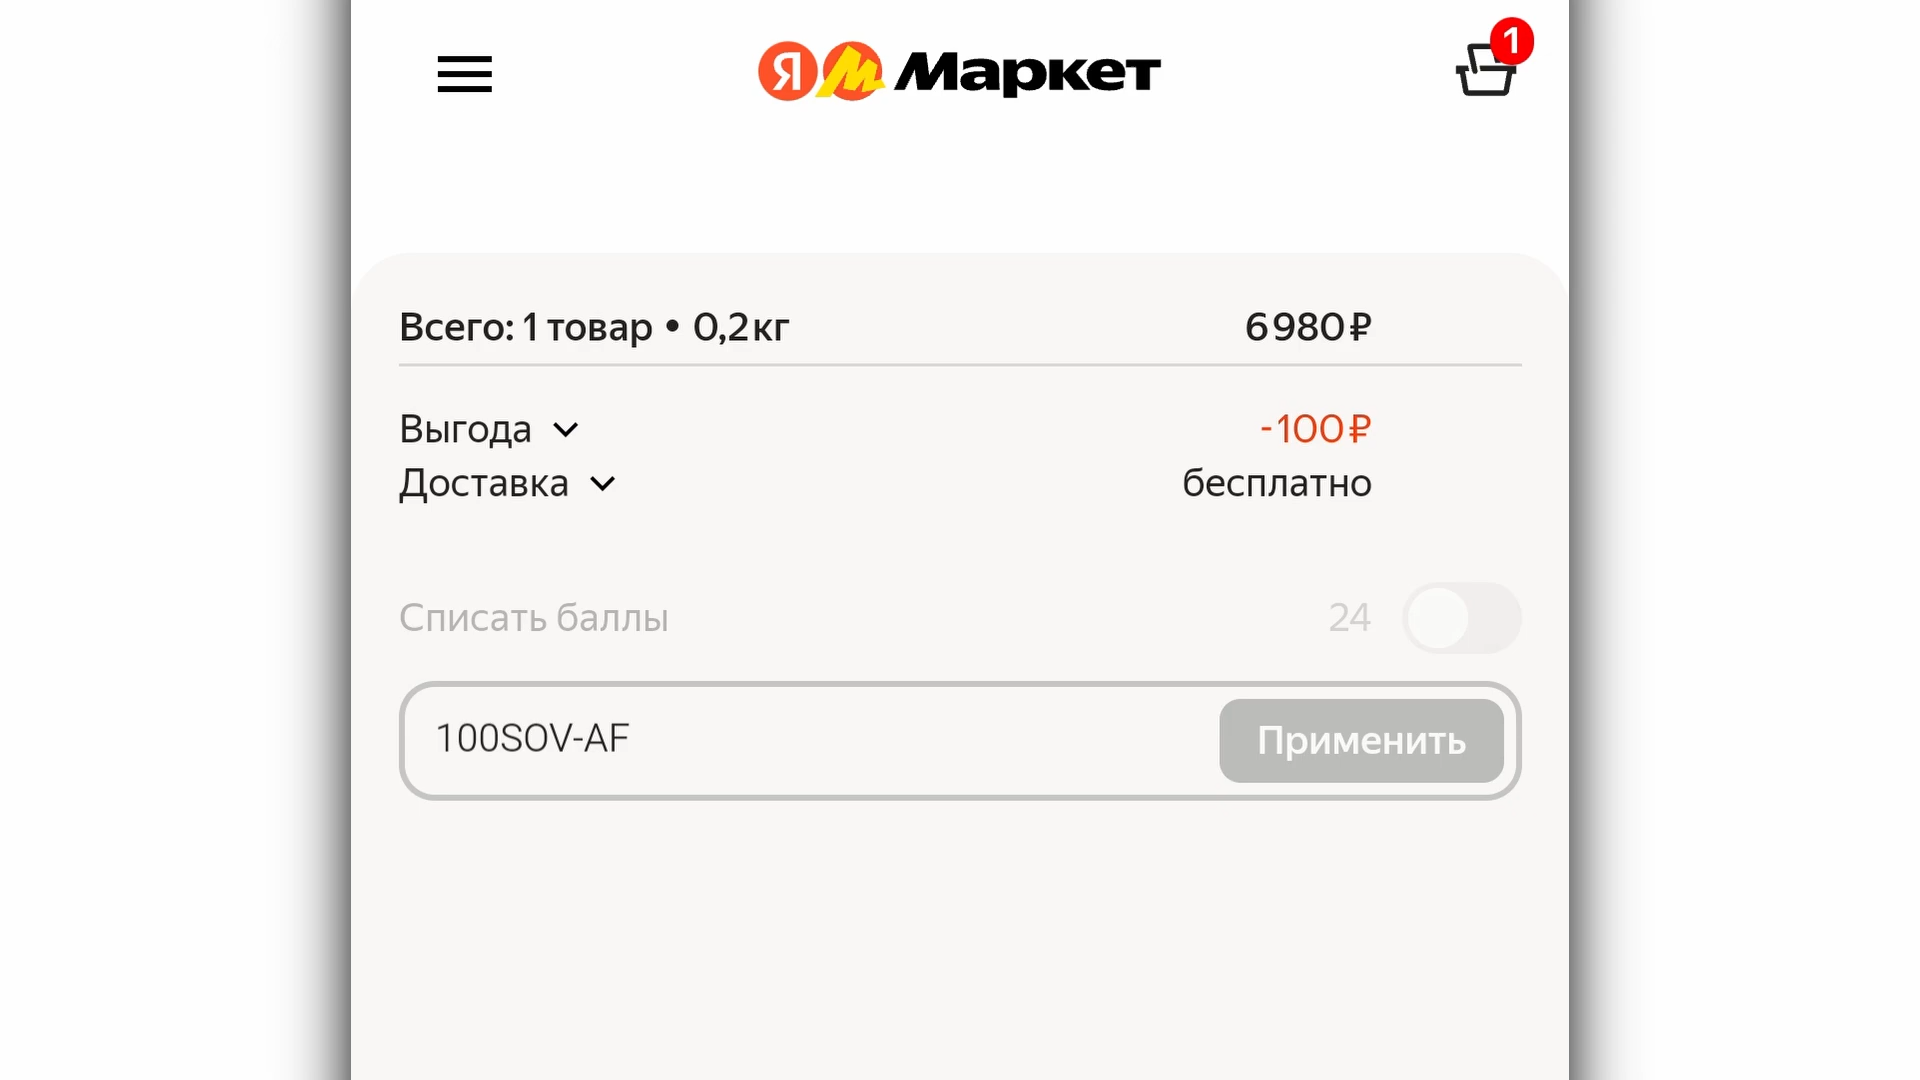 Я М Маркет
1
Всего: 1 товар • 0,2 кг 6 980 ₽
Выгода -100 ₽
Доставка бесплатно
Списать баллы 24
100SOV-AF Применить